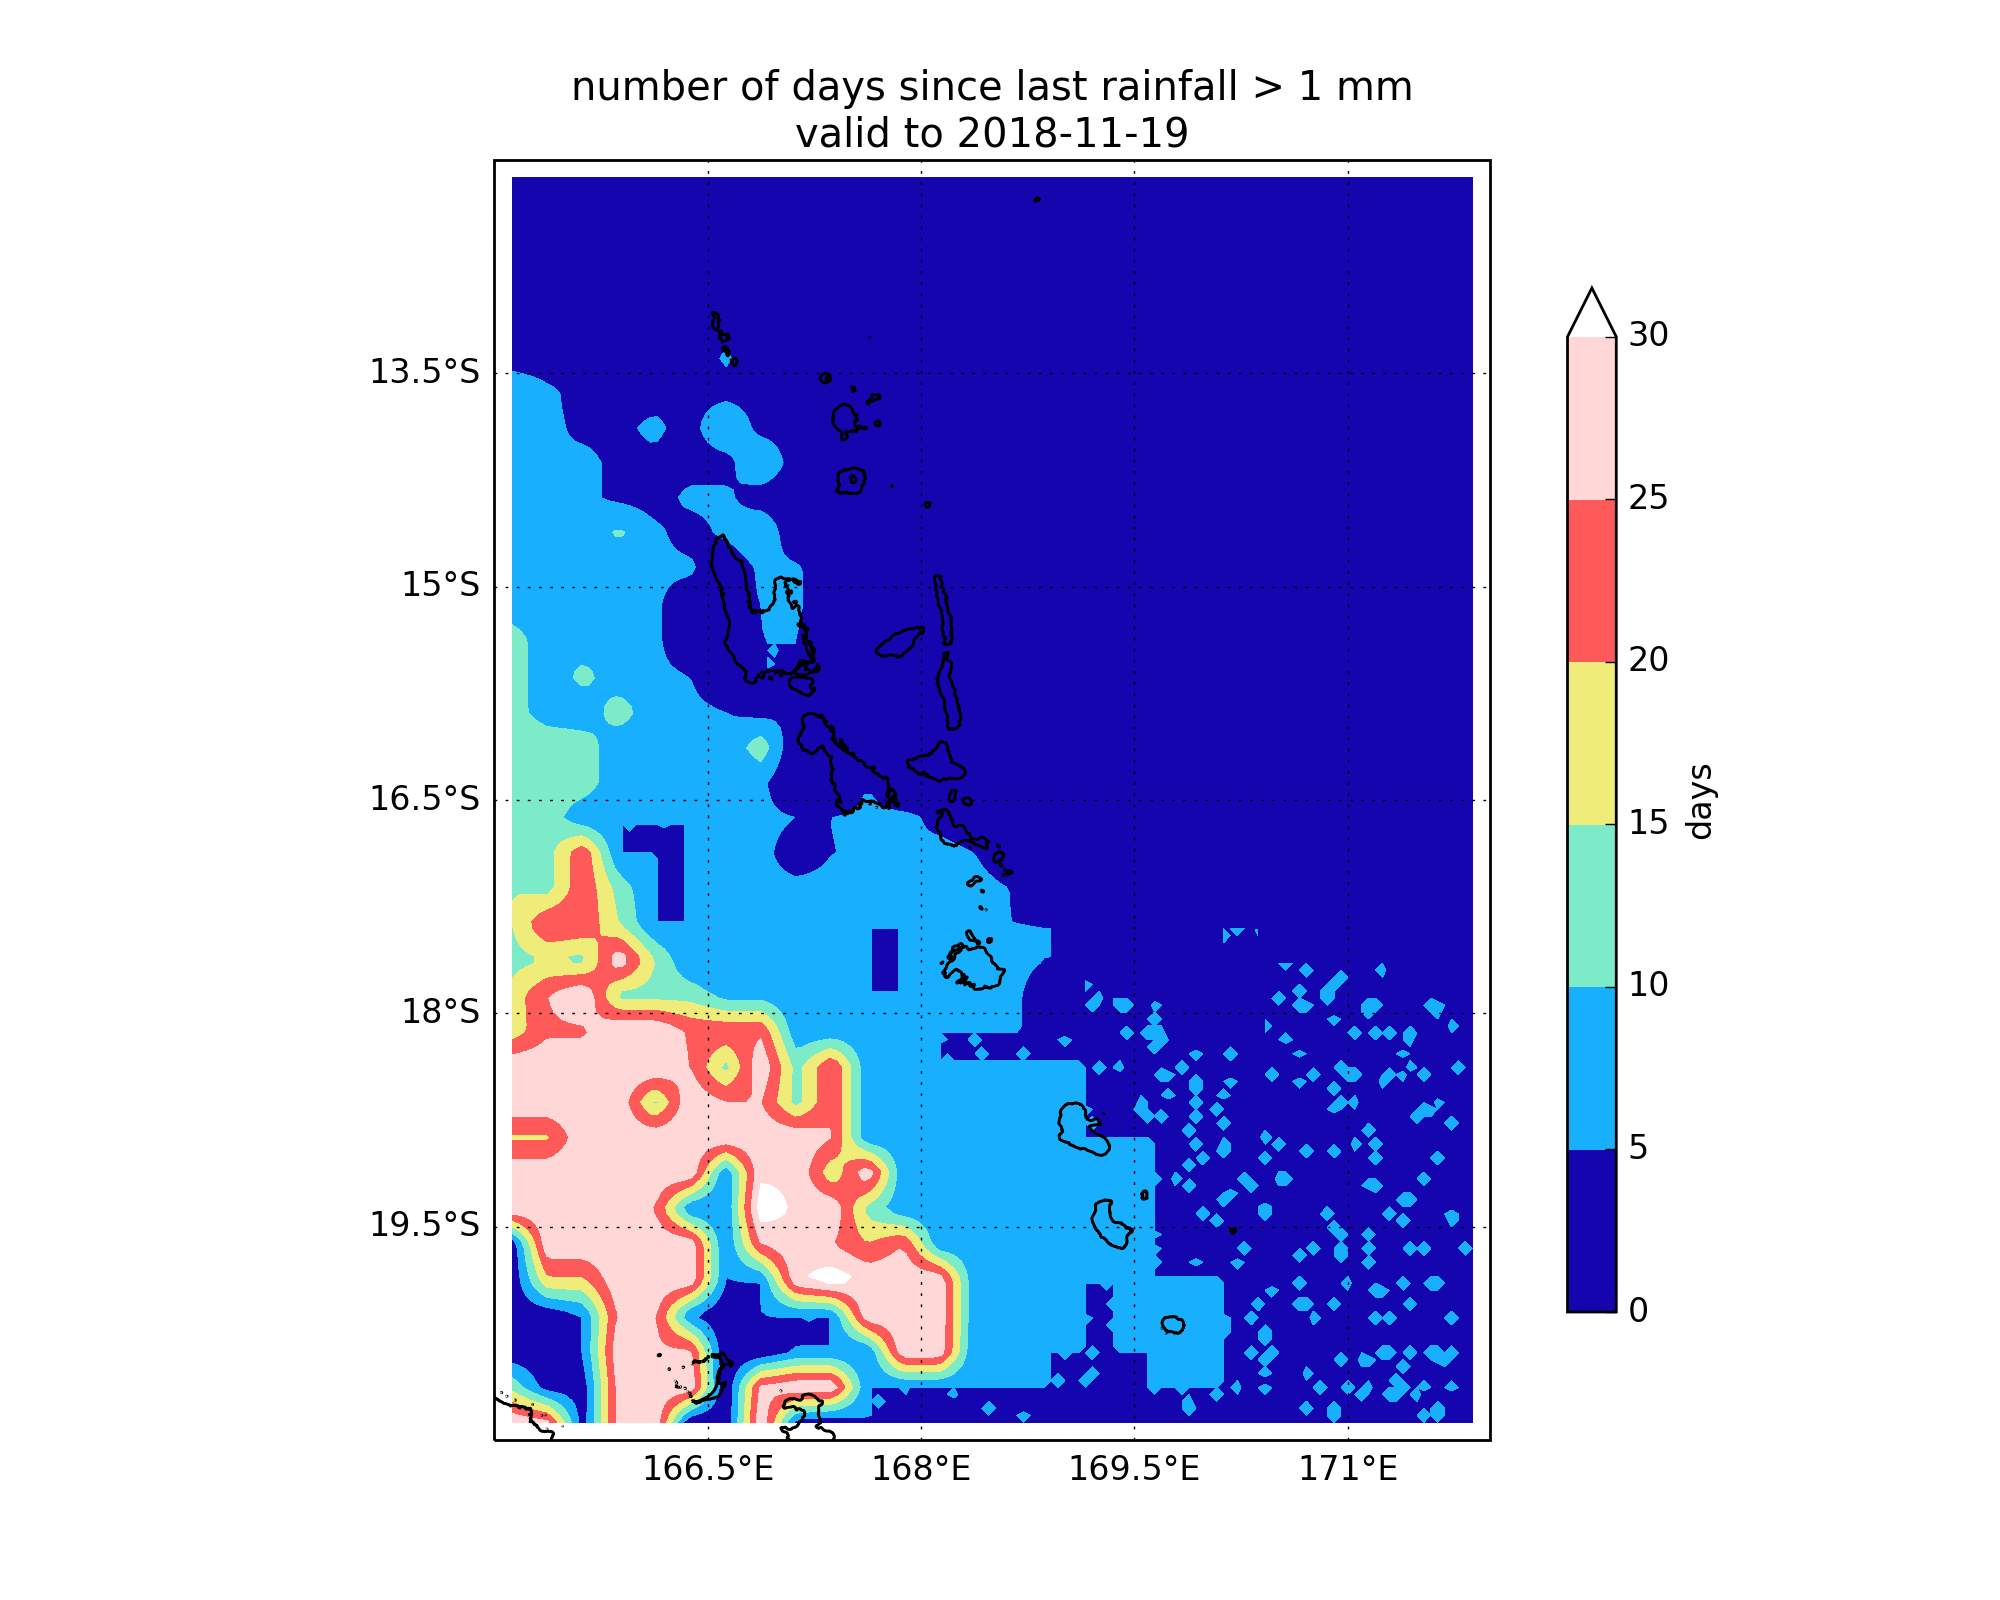 number of days since last rainfall > 1 mm
valid to 2018-11-19
13.5°S
15°S
16.5°S
18°S
19.5°S
166.5°E
168°E
169.5°E
171°E
30
25
20
15
10
5
0
days